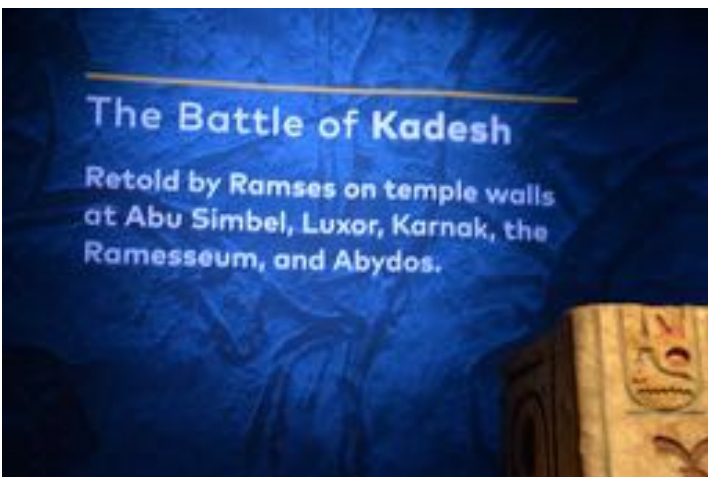 The Battle of Kadesh
Retold by Ramses on temple walls
at Abu Simbel, Luxor, Karnak, the
Ramesseum, and Abydos.